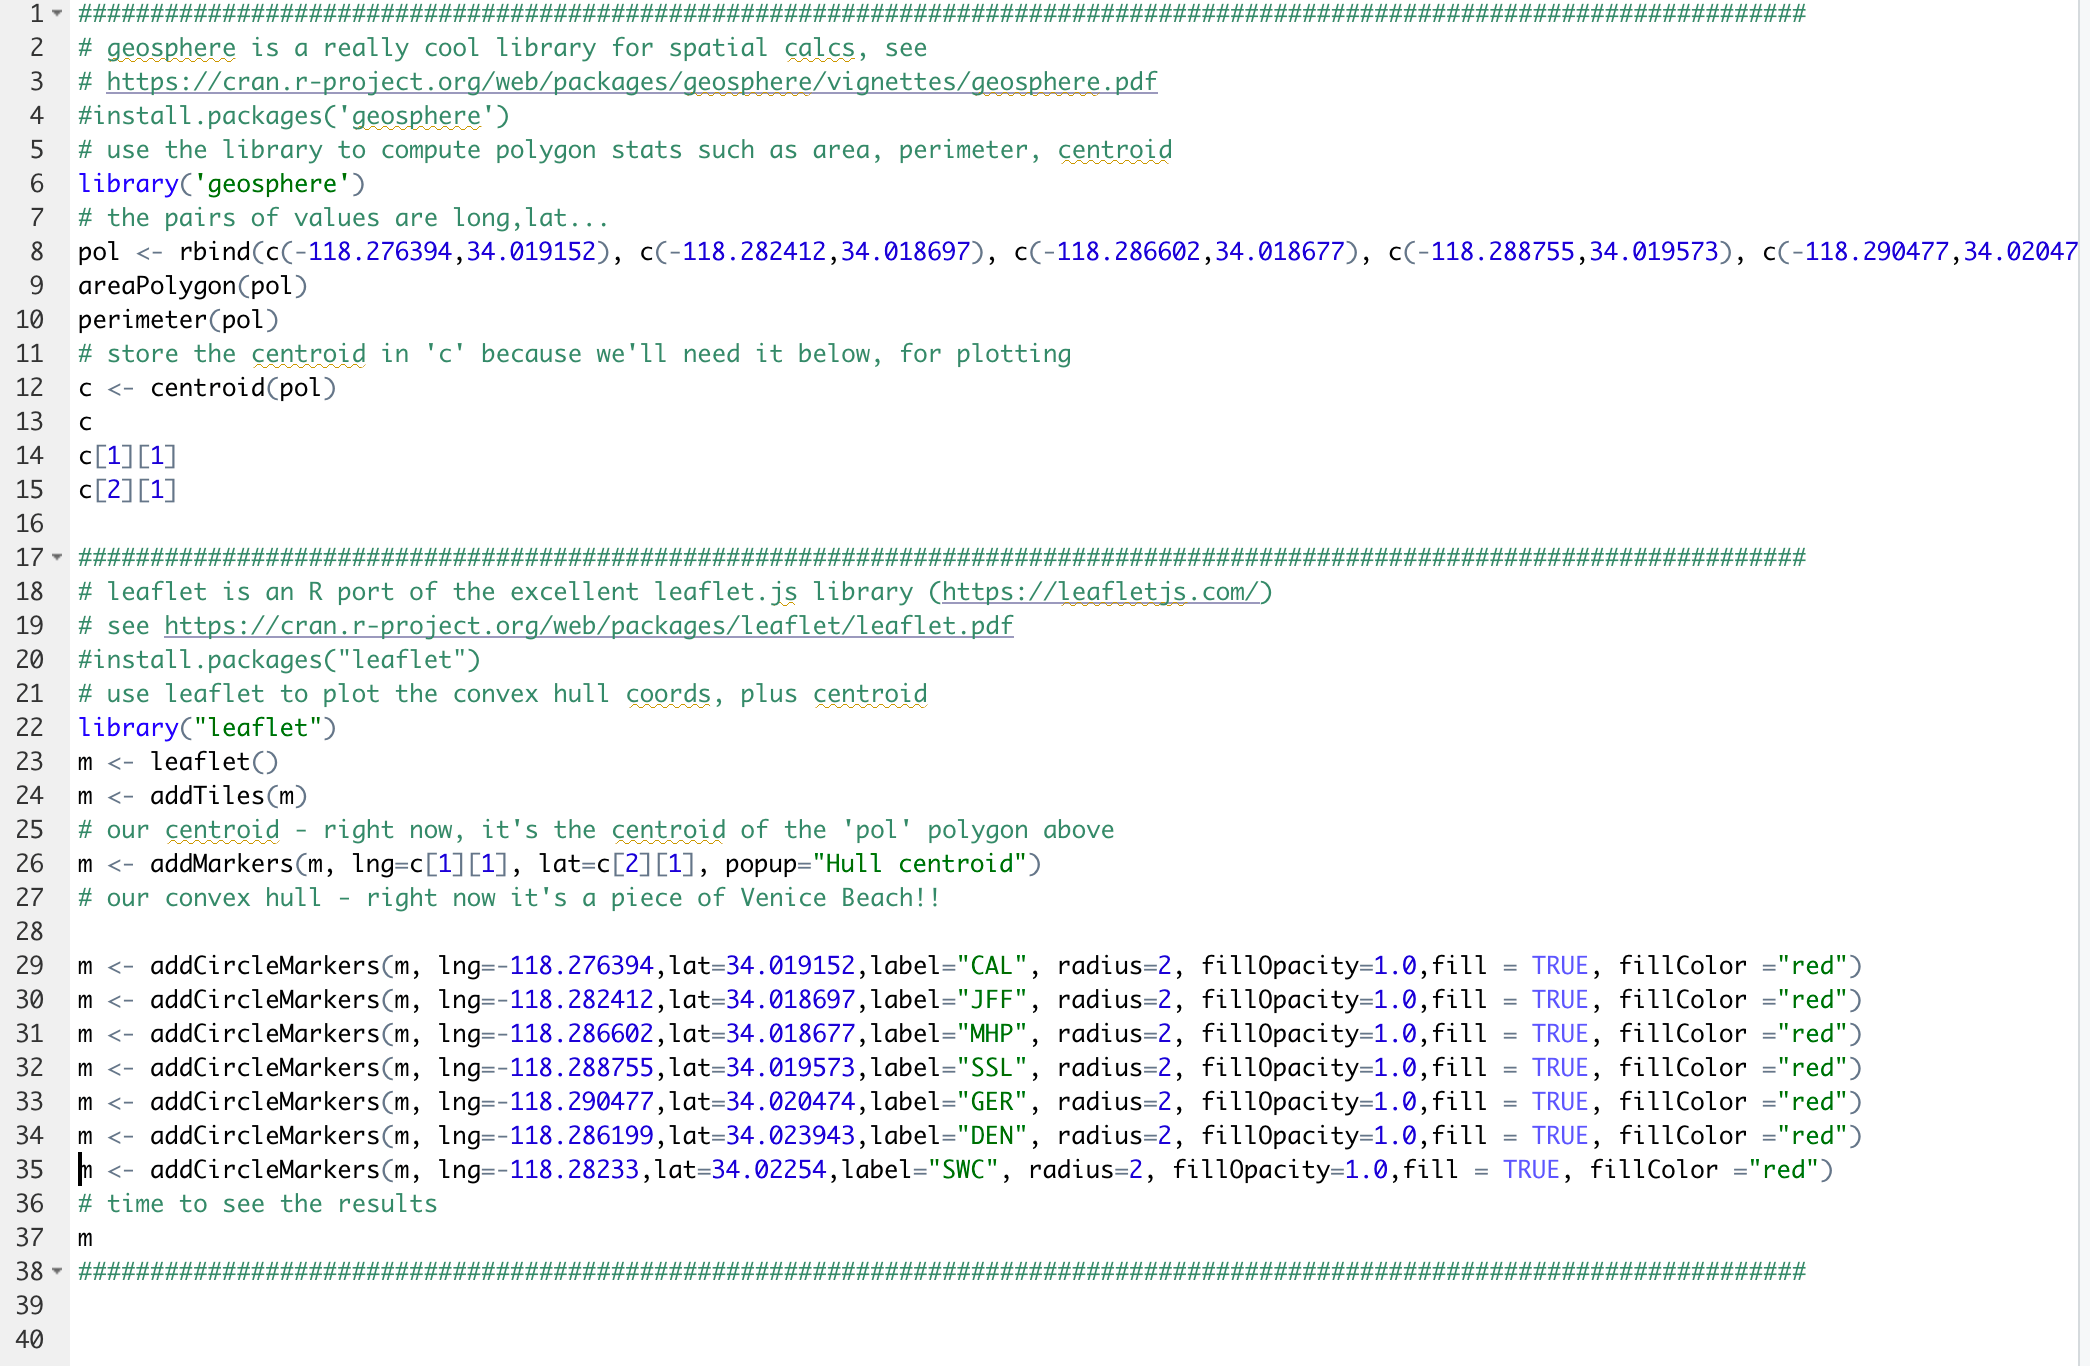 1 ########################################################################################################################
2 # geosphere is a really cool library for spatial calcs, see
3 # https://cran.r-project.org/web/packages/geosphere/vignettes/geosphere.pdf
4 #install.packages('geosphere')
5 # use the library to compute polygon stats such as area, perimeter, centroid
6 library('geosphere')
7 # the pairs of values are long,lat...
8 pol <- rbind(c(-118.276394,34.019152), c(-118.282412,34.018697), c(-118.286602,34.018677), c(-118.288755,34.019573), c(-118.290477,34.02047
9 areaPolygon(pol)
10 perimeter(pol)
11 # store the centroid in 'c' because we'll need it below, for plotting
12 c <- centroid(pol)
13 c
14 c[1][1]
15 c[2][1]
16
17 ########################################################################################################################
18 # leaflet is an R port of the excellent leaflet.js library (https://leafletjs.com/)
19 # see https://cran.r-project.org/web/packages/leaflet/leaflet.pdf
20 #install.packages("leaflet")
21 # use leaflet to plot the convex hull coords, plus centroid
22 library("leaflet")
23 m <- leaflet()
24 m <- addTiles(m)
25 # our centroid - right now, it's the centroid of the 'pol' polygon above
26 m <- addMarkers(m, lng=c[1][1], lat=c[2][1], popup="Hull centroid")
27 # our convex hull - right now it's a piece of Venice Beach!!
28
29 m <- addCircleMarkers(m, lng=-118.276394,lat=34.019152,label="CAL", radius=2, fillOpacity=1.0,fill = TRUE, fillColor ="red")
30 m <- addCircleMarkers(m, lng=-118.282412,lat=34.018697,label="JFF", radius=2, fillOpacity=1.0,fill = TRUE, fillColor ="red")
31 m <- addCircleMarkers(m, lng=-118.286602,lat=34.018677,label="MHP", radius=2, fillOpacity=1.0,fill = TRUE, fillColor ="red")
32 m <- addCircleMarkers(m, lng=-118.288755,lat=34.019573,label="SSL", radius=2, fillOpacity=1.0,fill = TRUE, fillColor ="red")
33 m <- addCircleMarkers(m, lng=-118.290477,lat=34.020474,label="GER", radius=2, fillOpacity=1.0,fill = TRUE, fillColor ="red")
34 m <- addCircleMarkers(m, lng=-118.286199,lat=34.023943,label="DEN", radius=2, fillOpacity=1.0,fill = TRUE, fillColor ="red")
35 m <- addCircleMarkers(m, lng=-118.28233,lat=34.02254,label="SWC", radius=2, fillOpacity=1.0,fill = TRUE, fillColor ="red")
36 # time to see the results
37 m
38 ########################################################################################################################
39
40